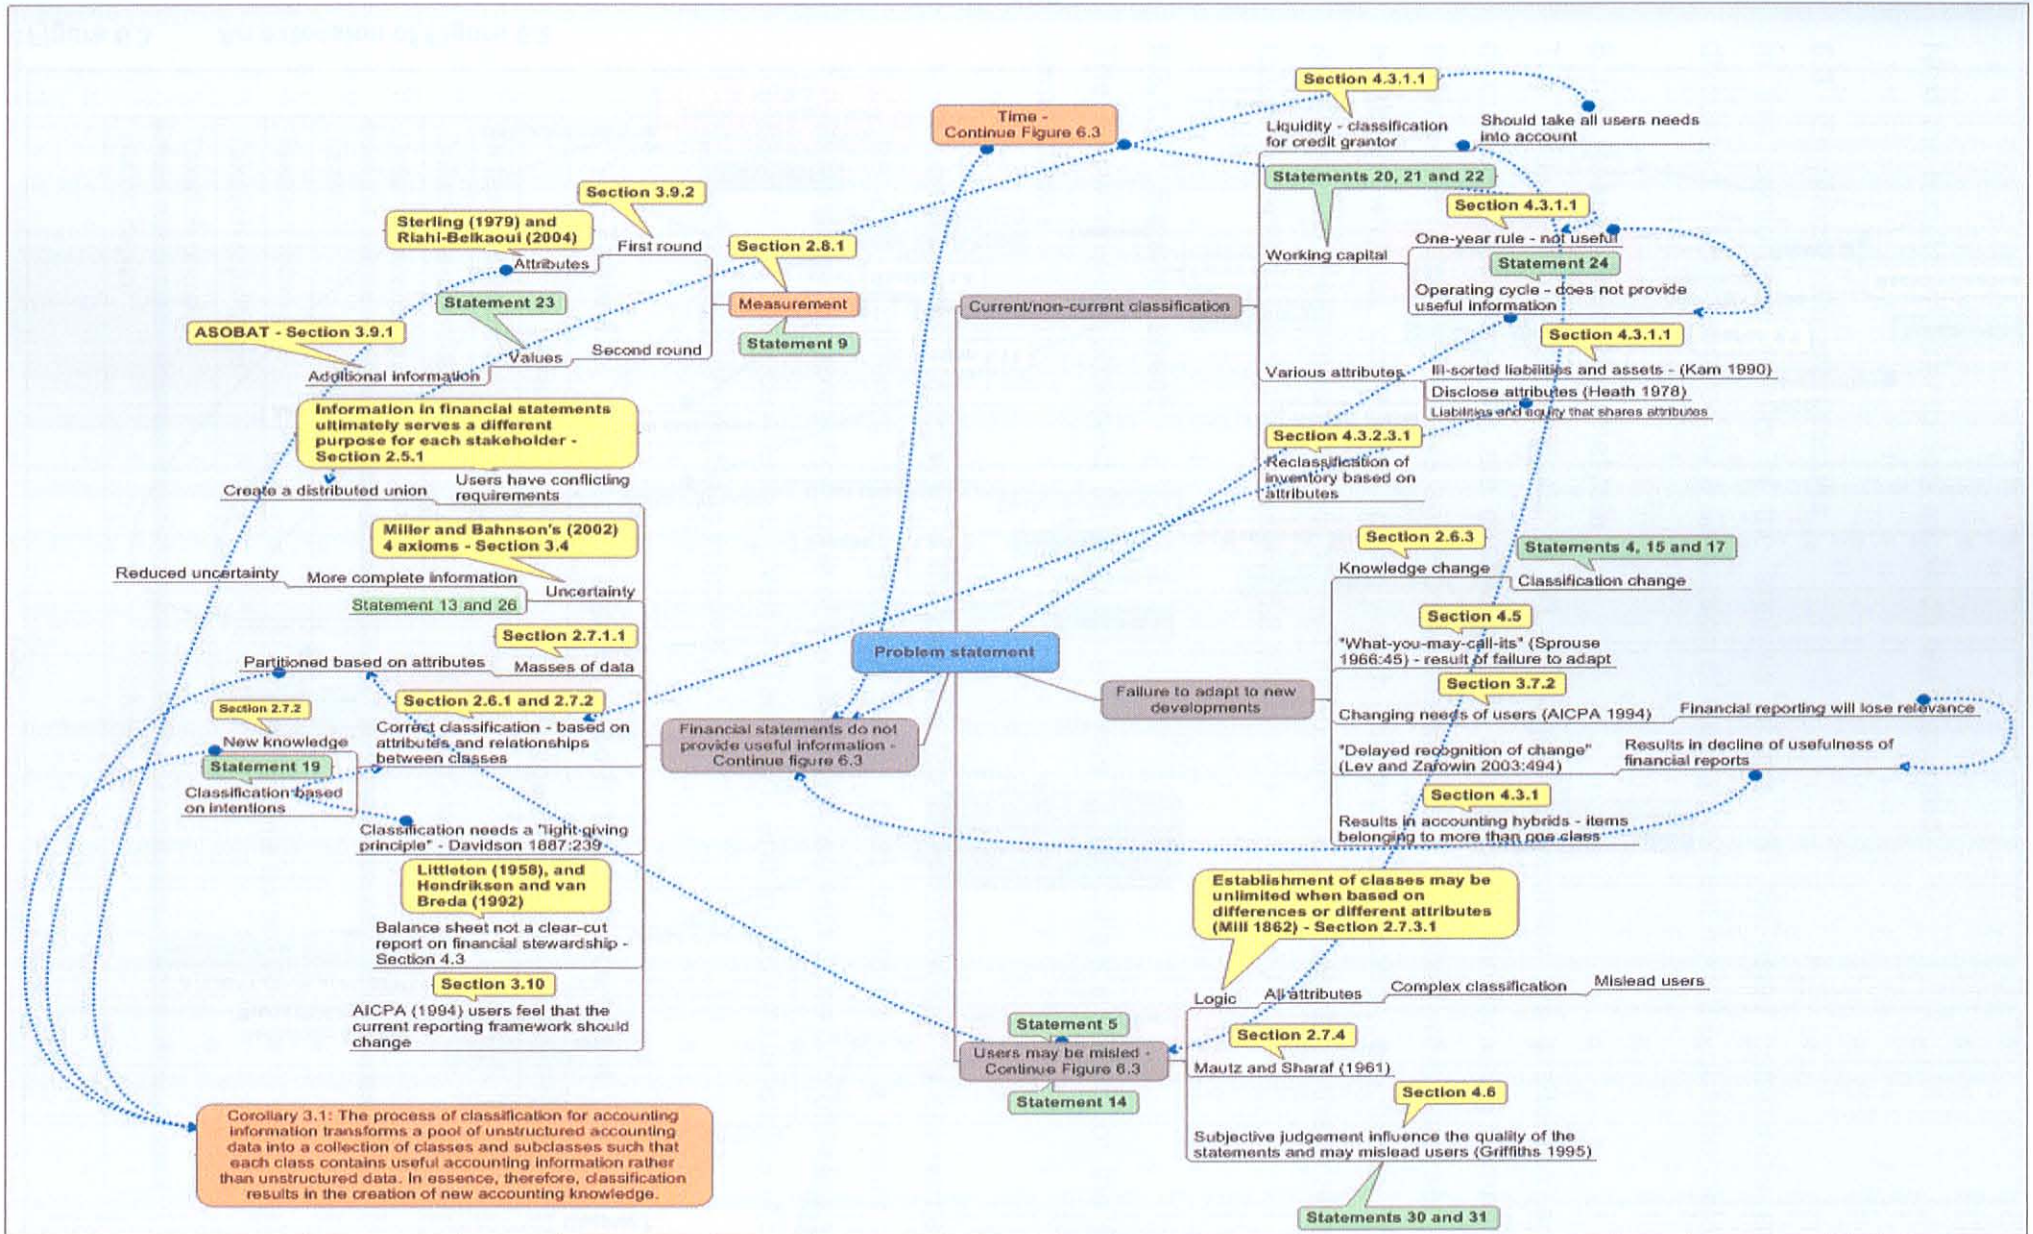 Time -
Continue Figure 6.3
Section 4.3.1.1
Liquidity - classification
for credit grantor
Should take all users needs
into account
Statements 20, 21 and 22
Section 4.3.1.1
One-year rule - not useful
Working capital
Statement 24
Operating cycle - does not provide
useful information
Current/non-current classification
Section 4.3.1.1
Various attributes
Ill-sorted liabilities and assets - (Kam 1990)
Disclose attributes (Heath 1978)
Liabilities and equity that shares attributes
Section 4.3.2.3.1
Reclassification of
inventory based on
attributes
Section 3.9.2
Sterling (1979) and
Riahi-Belkaoui (2004)
First round
Attributes
Section 2.8.1
Measurement
Statement 9
Statement 23
Second round
Values
ASOBAT - Section 3.9.1
Additional information
Information in financial statements
ultimately serves a different
purpose for each stakeholder -
Section 2.5.1
Create a distributed union
Users have conflicting
requirements
Miller and Bahnson's (2002)
4 axioms - Section 3.4
Reduced uncertainty
More complete information
Uncertainty
Statement 13 and 26
Section 2.7.1.1
Partitioned based on attributes
Masses of data
Section 2.6.1 and 2.7.2
Section 2.7.2
Correct classification - based on
attributes and relationships
between classes
New knowledge
Statement 19
Classification based
on intentions
Classification needs a "light-giving
principle" - Davidson 1887:239
Littleton (1958), and
Hendriksen and van
Breda (1992)
Balance sheet not a clear-cut
report on financial stewardship -
Section 4.3
Section 3.10
AICPA (1994) users feel that the
current reporting framework should
change
Corollary 3.1: The process of classification for accounting
information transforms a pool of unstructured accounting
data into a collection of classes and subclasses such that
each class contains useful accounting information rather
than unstructured data. In essence, therefore, classification
results in the creation of new accounting knowledge.
Problem statement
Financial statements do not
provide useful information -
Continue figure 6.3
Failure to adapt to new
developments
Section 2.6.3
Statements 4, 15 and 17
Knowledge change
Classification change
Section 4.5
"What-you-may-call-its" (Sprouse
1966:45) - result of failure to adapt
Section 3.7.2
Changing needs of users (AICPA 1994)
Financial reporting will lose relevance
"Delayed recognition of change"
(Lev and Zarowin 2003:494)
Results in decline of usefulness of
financial reports
Section 4.3.1
Results in accounting hybrids - items
belonging to more than one class
Establishment of classes may be
unlimited when based on
differences or different attributes
(Mill 1862) - Section 2.7.3.1
Logic
All attributes
Complex classification
Mislead users
Statement 5
Users may be misled -
Continue Figure 6.3
Statement 14
Section 2.7.4
Mautz and Sharaf (1961)
Section 4.6
Subjective judgement influence the quality of the
statements and may mislead users (Griffiths 1995)
Statements 30 and 31